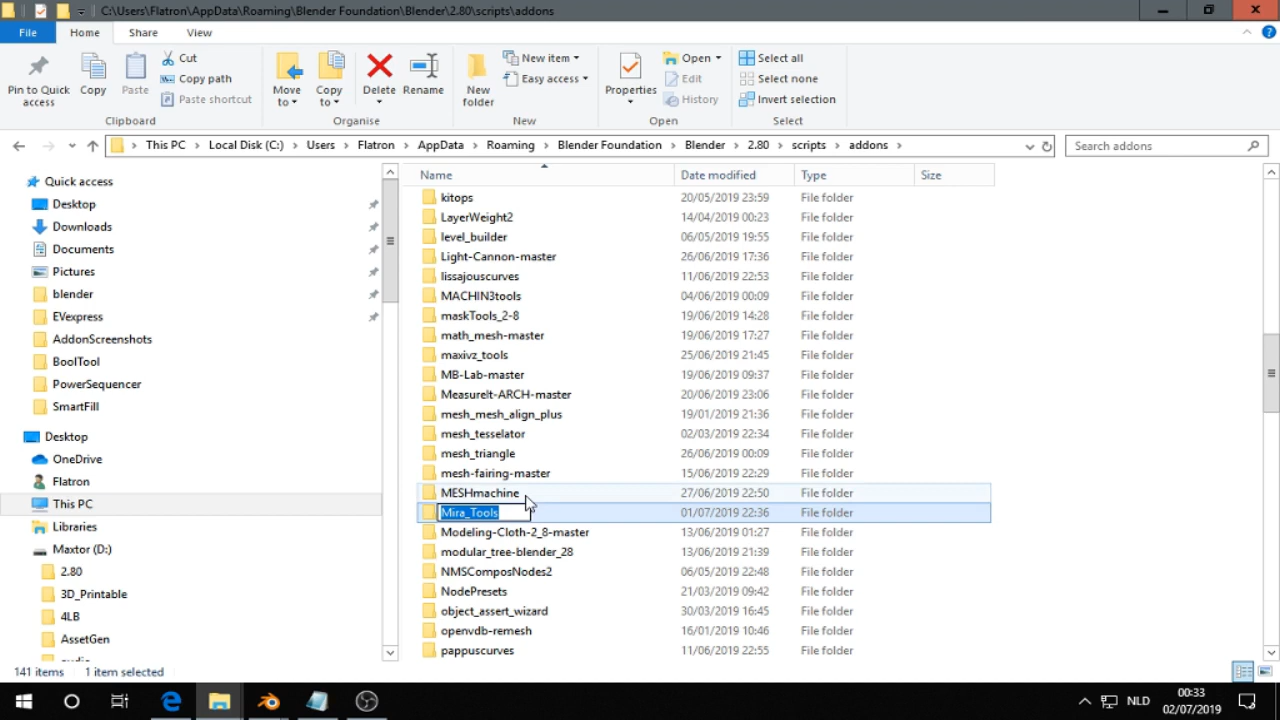 C:\Users\Flatron\AppData\Roaming\Blender Foundation\Blender\2.80\scripts\addons
File Home Share View
Pin to Quick access
Copy
Paste
Cut
Copy path
Paste shortcut
Clipboard
Move to
Copy to
Delete
Rename
Organise
New folder
New item
Easy access
New
Properties
Open
Edit
History
Open
Select all
Select none
Invert selection
Select
This PC Local Disk (C:) Users Flatron AppData Roaming Blender Foundation Blender 2.80 scripts addons
Search addons
Quick access
Desktop
Downloads
Documents
Pictures
blender
EVexpress
AddonScreenshots
BoolTool
PowerSequencer
SmartFill
Desktop
OneDrive
Flatron
This PC
Libraries
Maxtor (D:)
2.80
3D_Printable
4LB
AssetGen
audio
Name Date modified Type Size
kitops 20/05/2019 23:59 File folder
LayerWeight2 14/04/2019 00:23 File folder
level_builder 06/05/2019 19:55 File folder
Light-Cannon-master 26/06/2019 17:36 File folder
lissajouscurves 11/06/2019 22:53 File folder
MACHIN3tools 04/06/2019 00:09 File folder
maskTools_2-8 19/06/2019 14:28 File folder
math_mesh-master 19/06/2019 17:27 File folder
maxivz_tools 25/06/2019 21:45 File folder
MB-Lab-master 19/06/2019 09:37 File folder
MeasureIt-ARCH-master 20/06/2019 23:06 File folder
mesh_mesh_align_plus 19/01/2019 21:36 File folder
mesh_tesselator 02/03/2019 22:34 File folder
mesh_triangle 26/06/2019 00:09 File folder
mesh-fairing-master 15/06/2019 22:29 File folder
MESHmachine 27/06/2019 22:50 File folder
Mira_Tools 01/07/2019 22:36 File folder
Modeling-Cloth-2_8-master 13/06/2019 01:27 File folder
modular_tree-blender_28 13/06/2019 21:39 File folder
NMSComposNodes2 06/05/2019 22:48 File folder
NodePresets 21/03/2019 09:42 File folder
object_assert_wizard 30/03/2019 16:45 File folder
openvdb-remesh 16/01/2019 10:46 File folder
pappuscurves 11/06/2019 22:55 File folder
141 items 1 item selected
NLD
00:33
02/07/2019